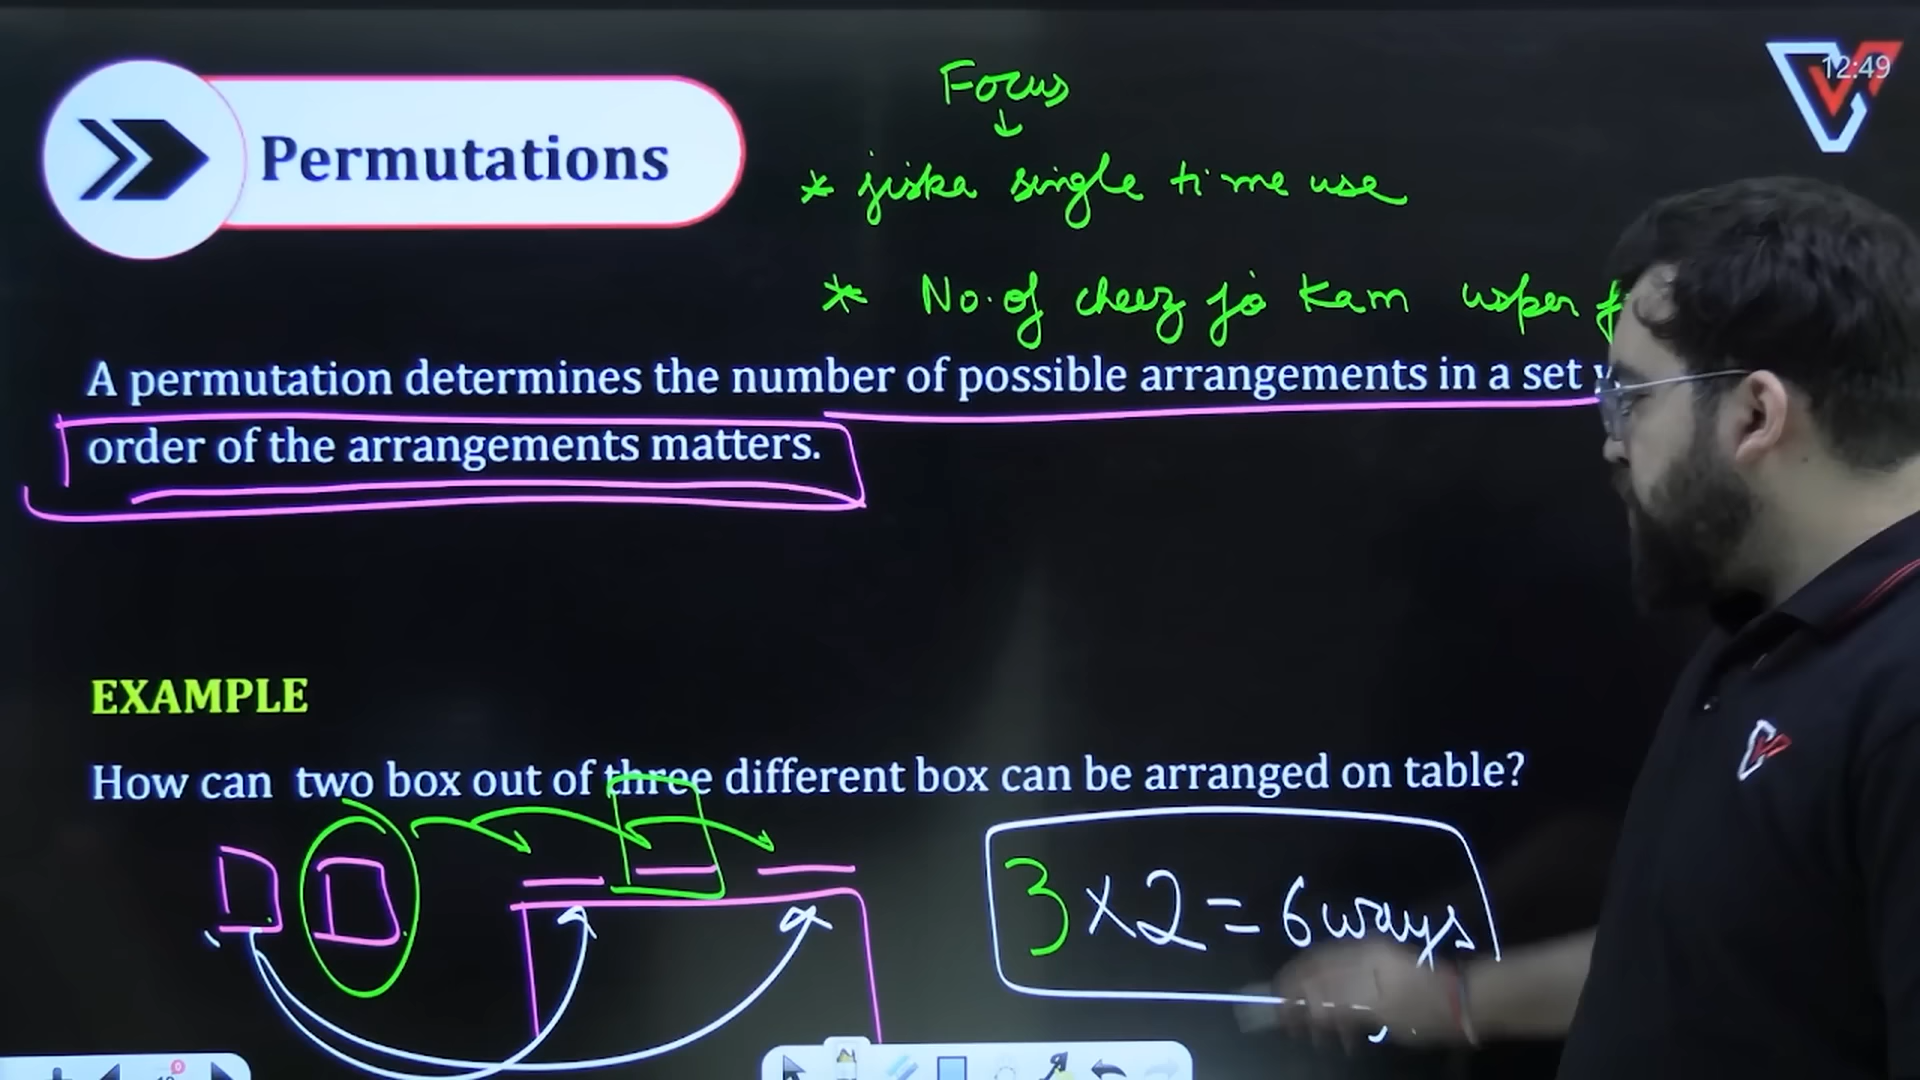 12:49
Permutations
Focus
* jiska single time use
* No. of cheez jo kam usper
A permutation determines the number of possible arrangements in a set
order of the arrangements matters.
EXAMPLE
How can two box out of three different box can be arranged on table?
3 × 2 = 6 ways